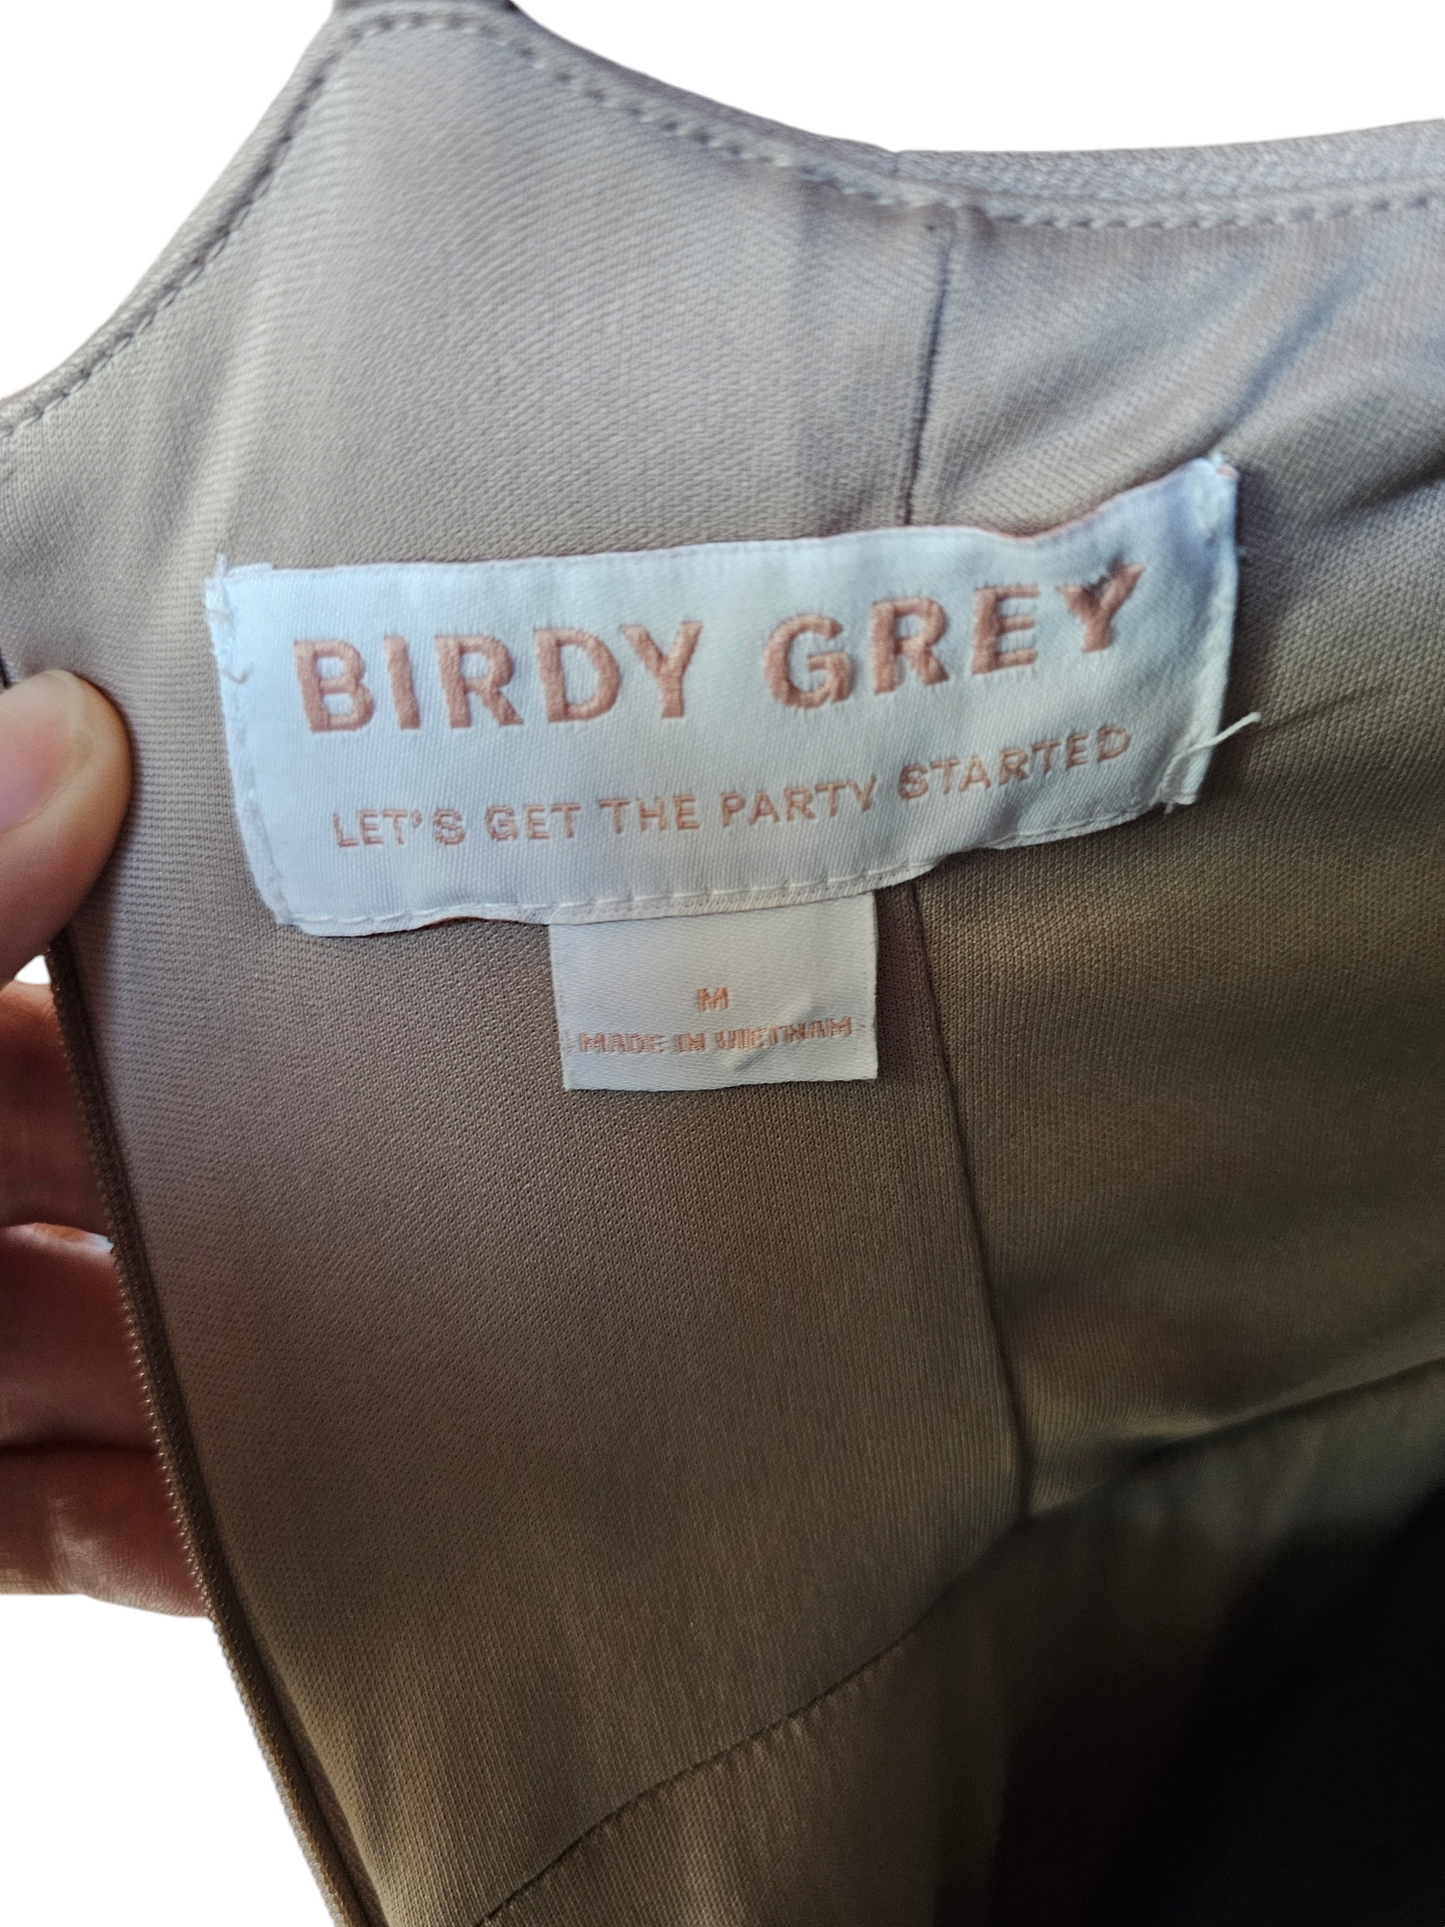 BIRDY GREY
LET'S GET THE PARTY STARTED
M
MADE IN VIETNAM